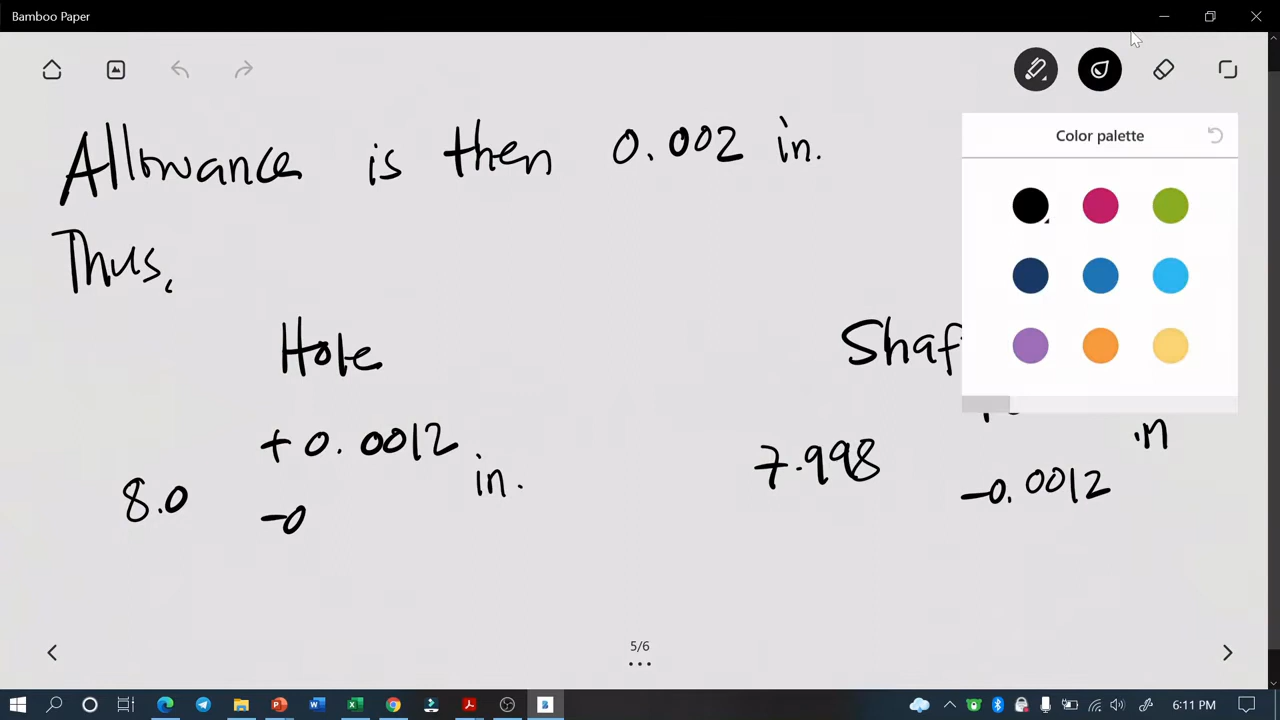 Bamboo Paper
Color palette
Allowance is then 0.002 in.
Thus,
Hole
Shaf
+0.0012
in.
8.0
-0
7.998
in
-0.0012
5/6
6:11 PM